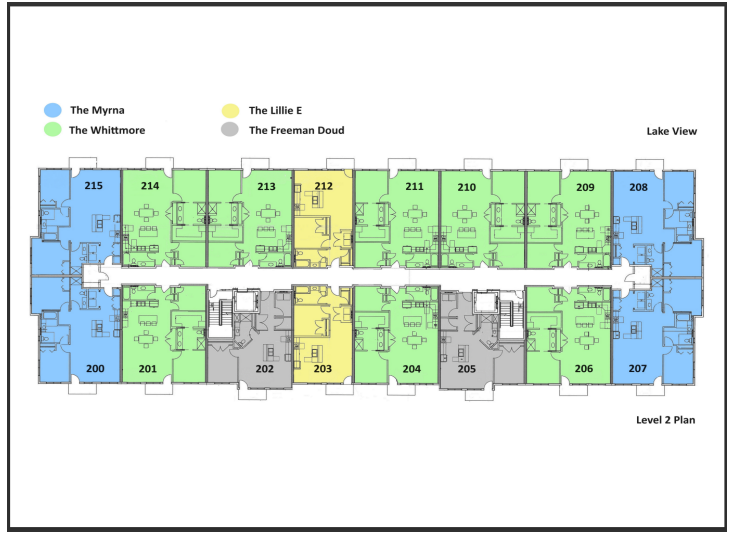 The Myrna
The Lillie E
The Whittmore
The Freeman Doud
Lake View
215 214 213 212 211 210 209 208
200 201 202 203 204 205 206 207
Level 2 Plan